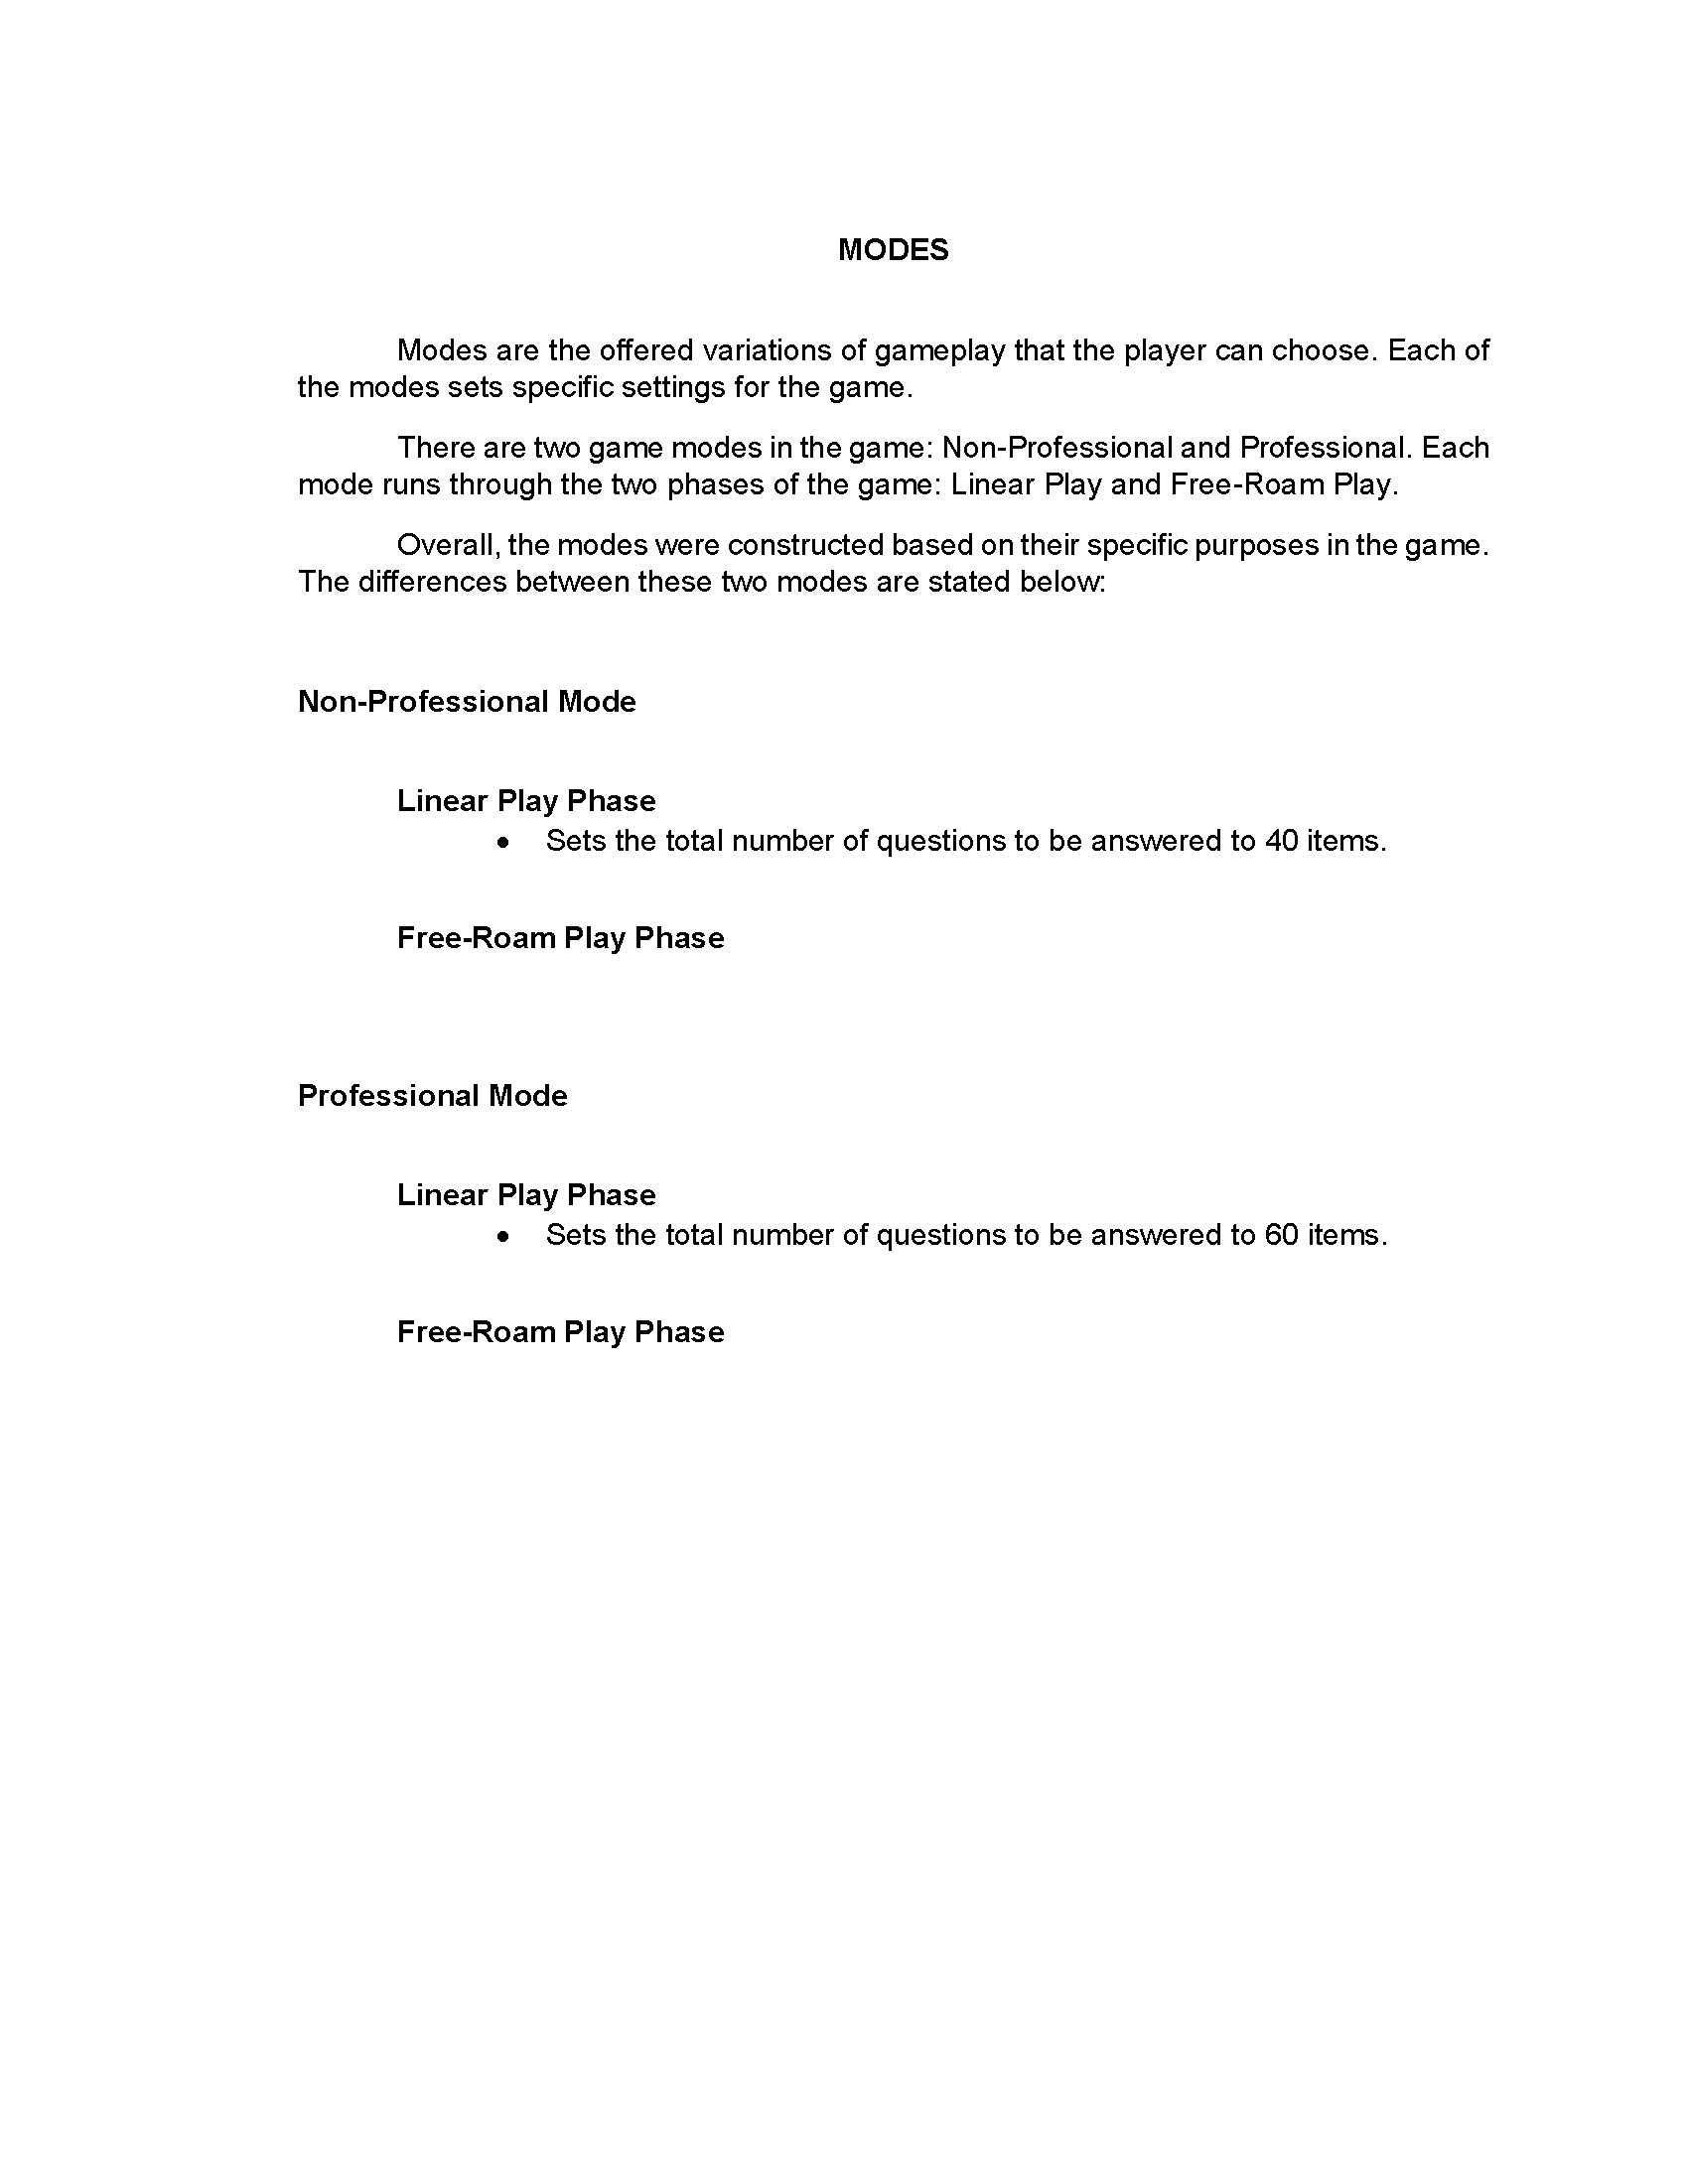 MODES
Modes are the offered variations of gameplay that the player can choose. Each of
the modes sets specific settings for the game.
There are two game modes in the game: Non-Professional and Professional. Each
mode runs through the two phases of the game: Linear Play and Free-Roam Play.
Overall, the modes were constructed based on their specific purposes in the game.
The differences between these two modes are stated below:
Non-Professional Mode
Linear Play Phase
• Sets the total number of questions to be answered to 40 items.
Free-Roam Play Phase
Professional Mode
Linear Play Phase
• Sets the total number of questions to be answered to 60 items.
Free-Roam Play Phase